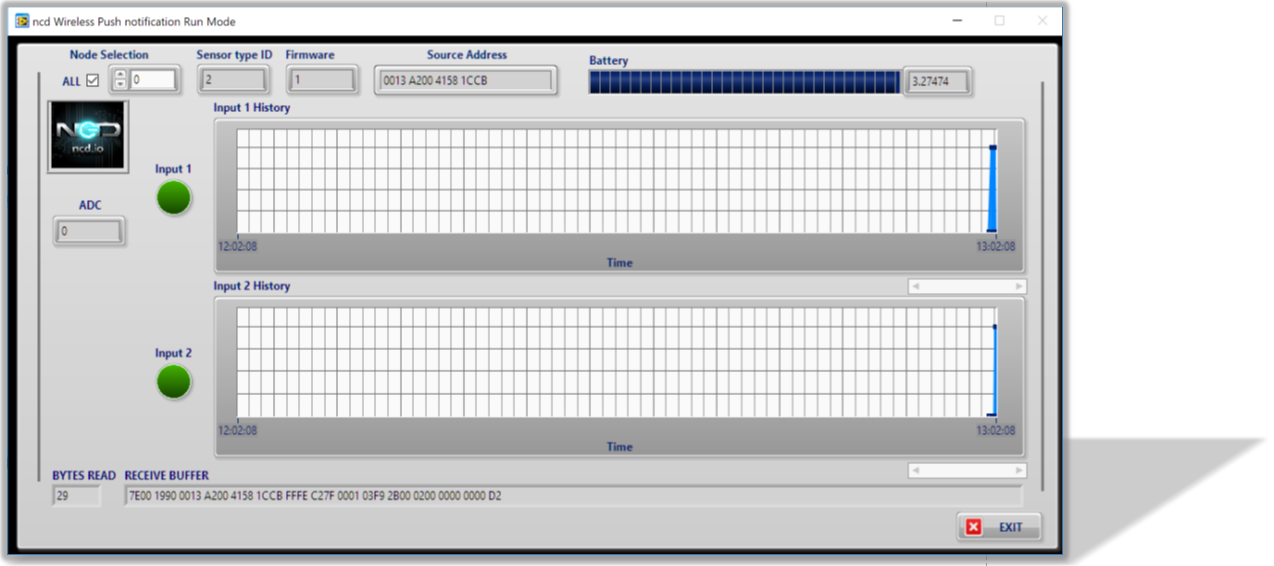 ncd Wireless Push notification Run Mode
Node Selection Sensor type ID Firmware Source Address Battery
ALL 0 2 1 0013 A200 4158 1CCB 3.27474
Input 1 History
NCD
ncd.io
Input 1
ADC
0
12:02:08 13:02:08
Time
Input 2 History
Input 2
12:02:08 13:02:08
Time
BYTES READ RECEIVE BUFFER
29 7E00 1990 0013 A200 4158 1CCB FFFE C27F 0001 03F9 2B00 0200 0000 0000 D2
EXIT